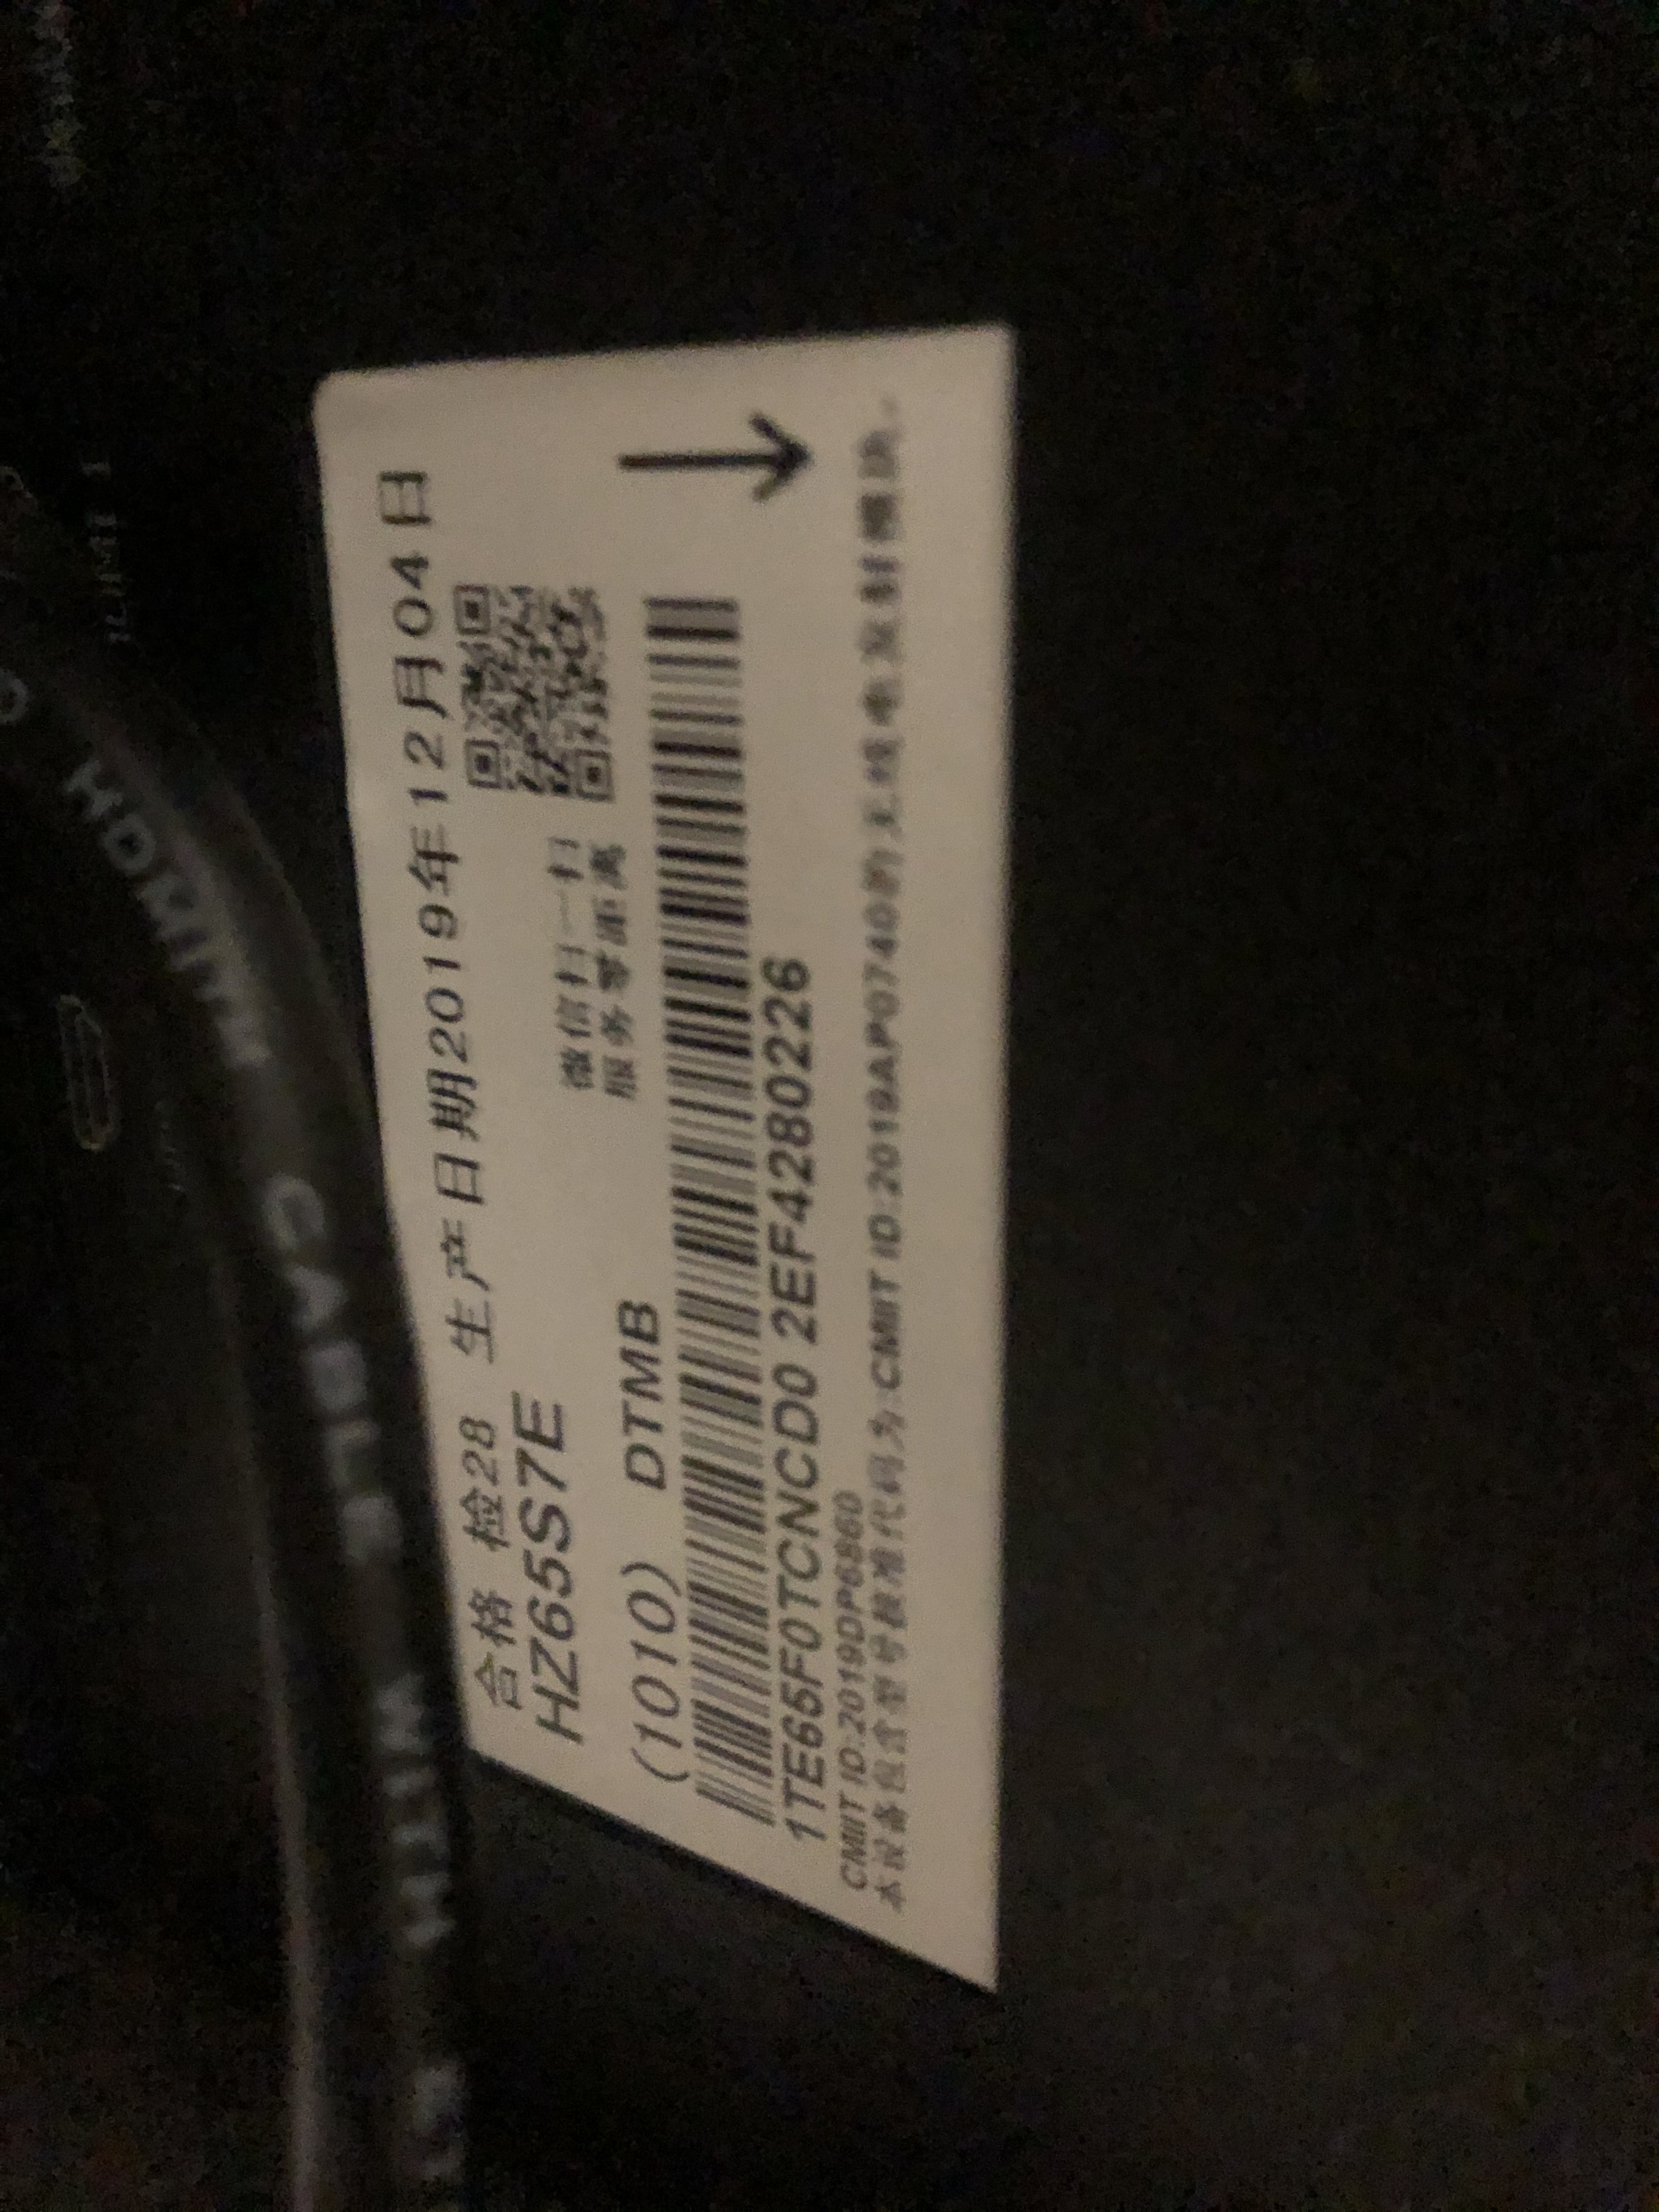 合格 检28 生产日期2019年12月04日
HZ65S7E
微信扫一扫
服务零距离
(1010) DTMB
1TE65F0TCNCD0 2EF4280226
CMIIT ID:2019DP6860
本设备包含型号核准代码为:CMIIT ID:2019AP0740的无线电发射模块.
CABLE WITH